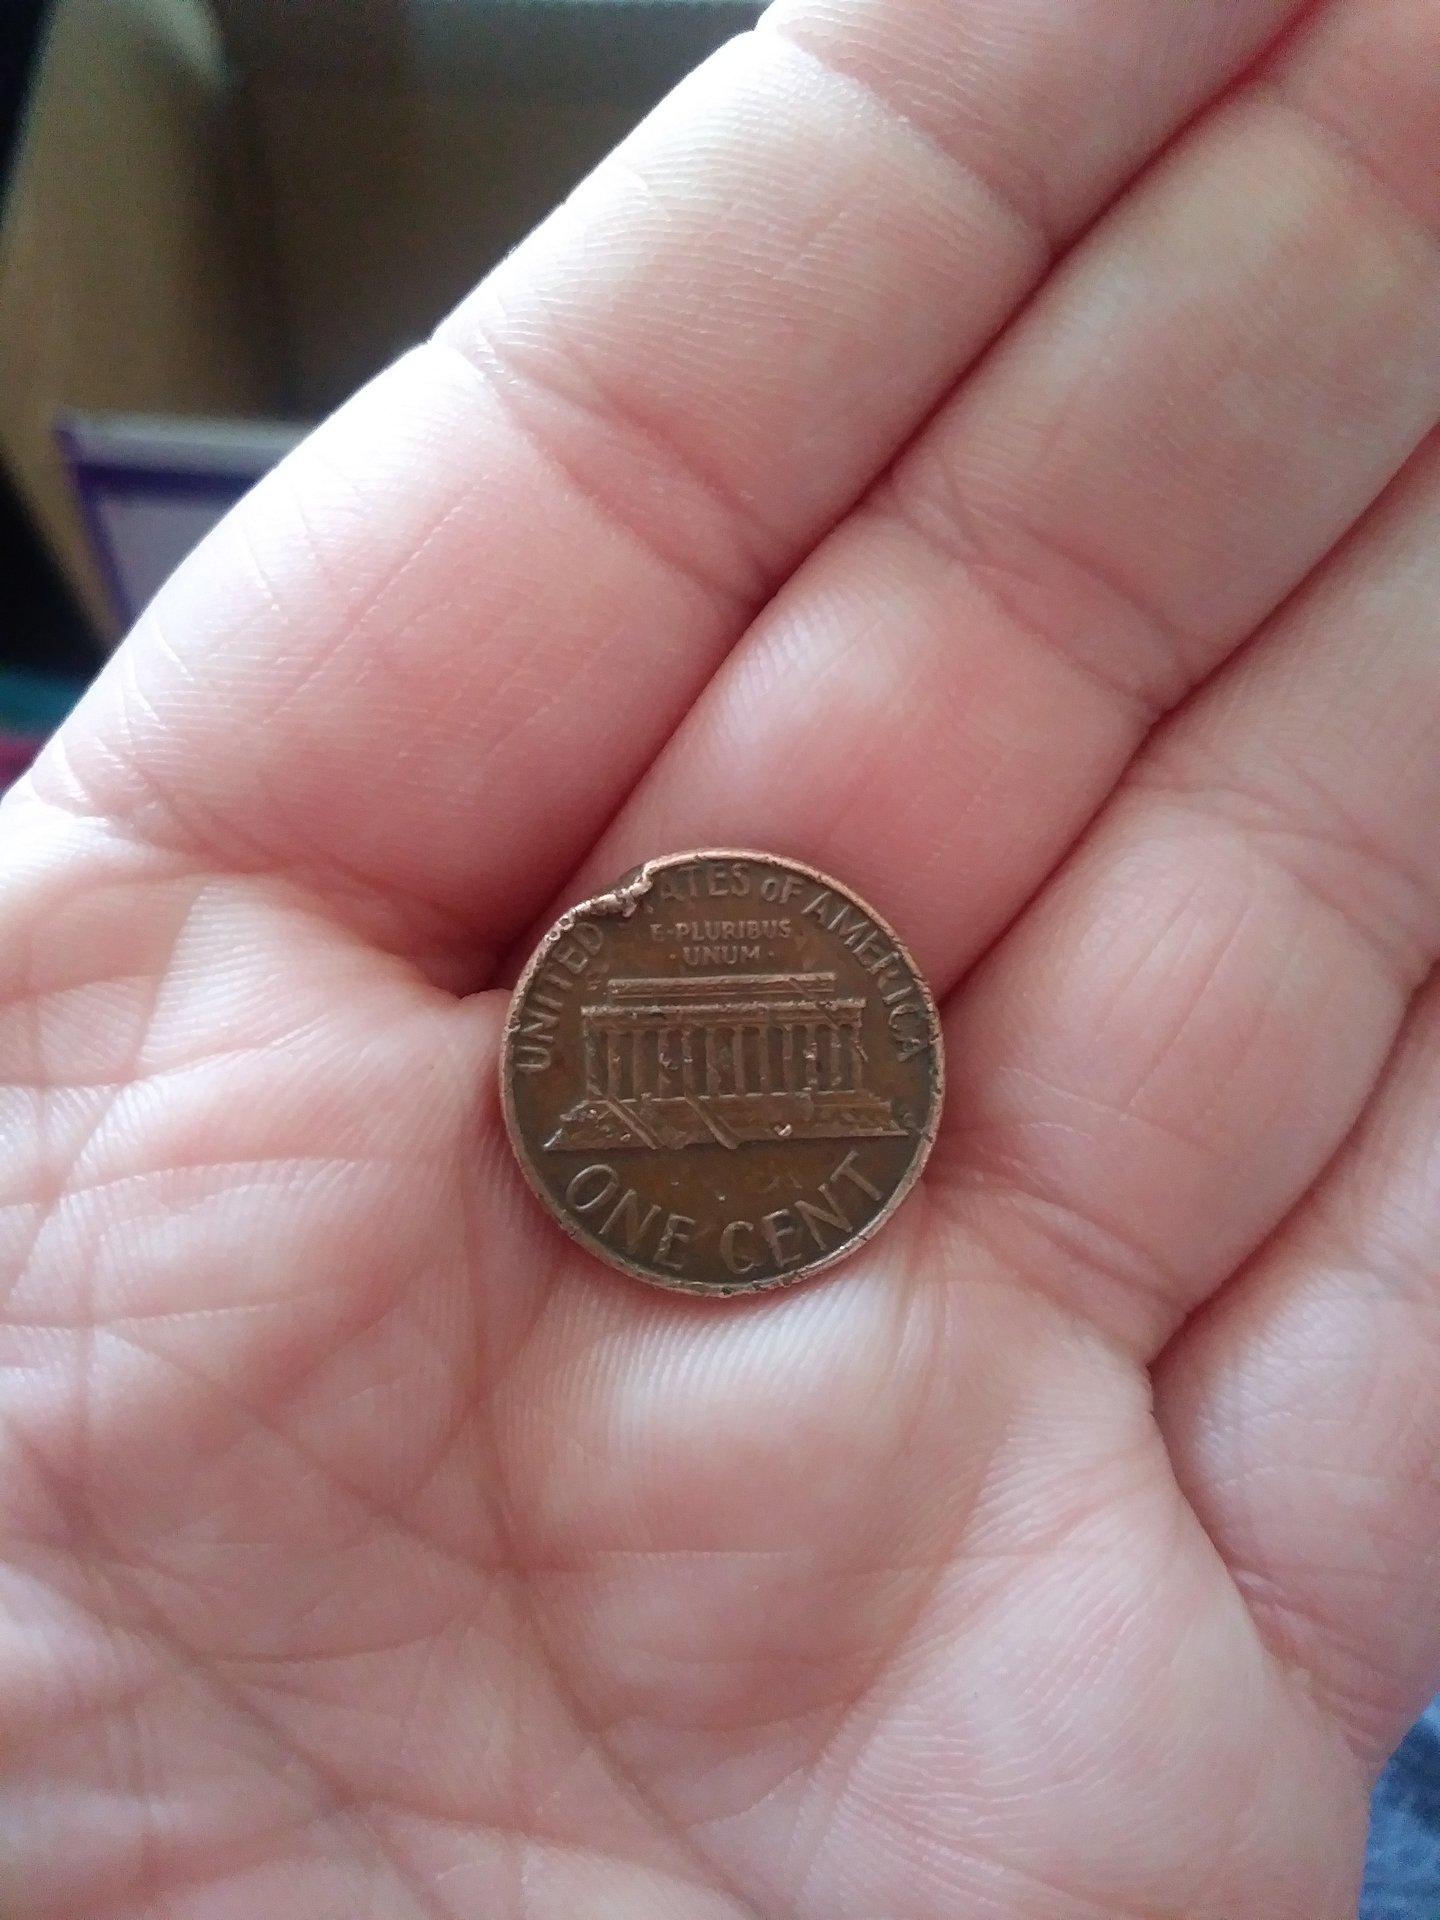 UNITED STATES OF AMERICA
E·PLURIBUS
·UNUM·
ONE CENT